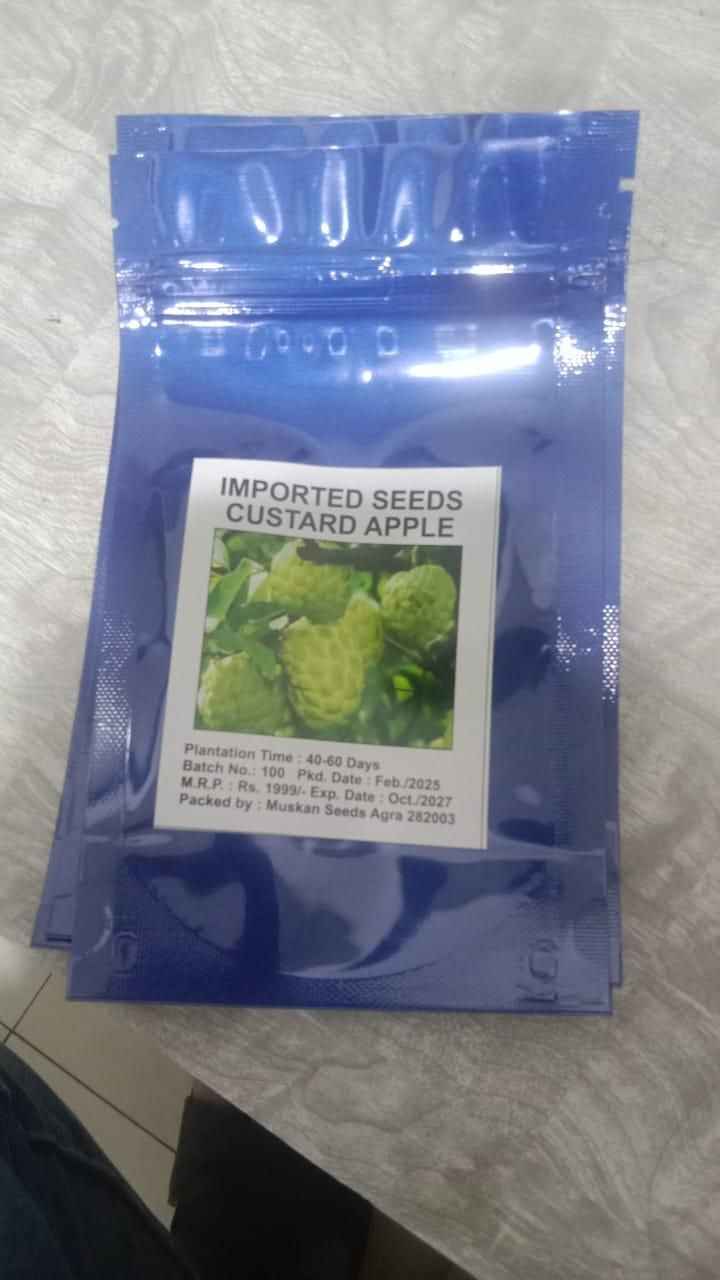 IMPORTED SEEDS
CUSTARD APPLE
Plantation Time : 40-60 Days
Batch No.: 100 Pkd. Date : Feb./2025
M.R.P. : Rs. 1999/- Exp. Date : Oct./2027
Packed by : Muskan Seeds Agra 282003